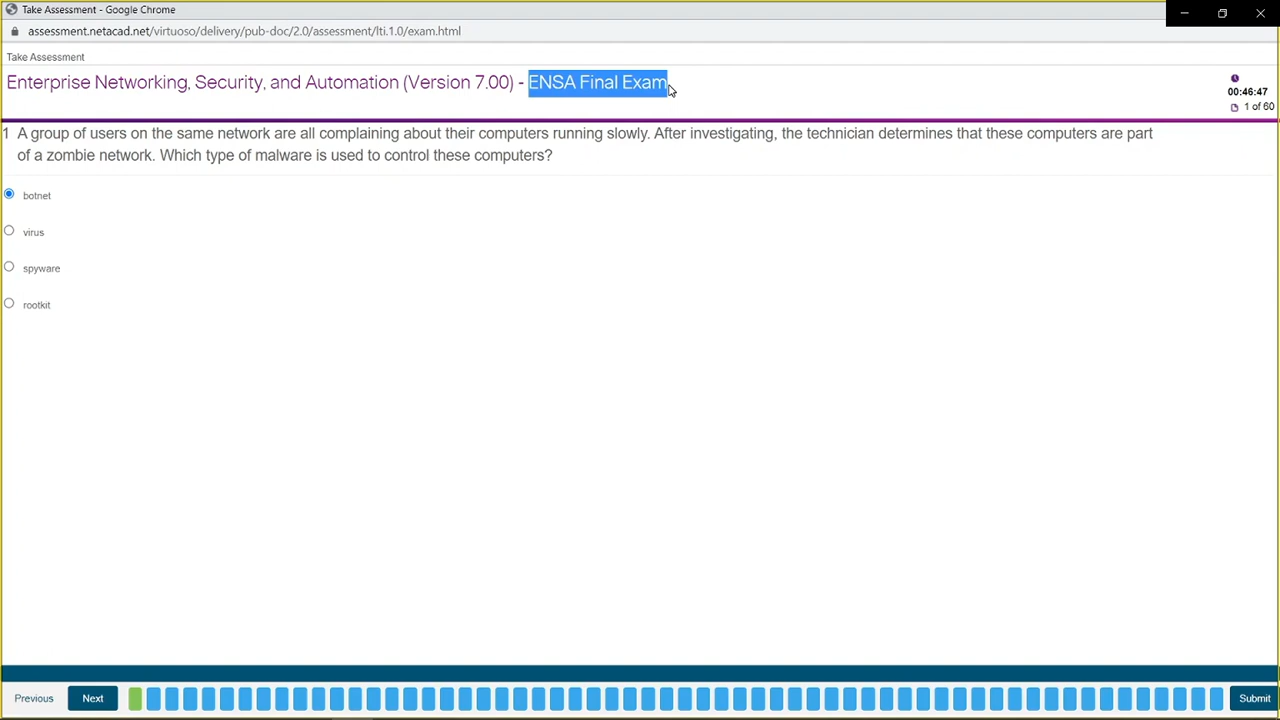 Take Assessment - Google Chrome
assessment.netacad.net/virtuoso/delivery/pub-doc/2.0/assessment/lti.1.0/exam.html
Take Assessment
Enterprise Networking, Security, and Automation (Version 7.00) - ENSA Final Exam
00:46:47
1 of 60
1 A group of users on the same network are all complaining about their computers running slowly. After investigating, the technician determines that these computers are part
of a zombie network. Which type of malware is used to control these computers?
botnet
virus
spyware
rootkit
Previous Next Submit